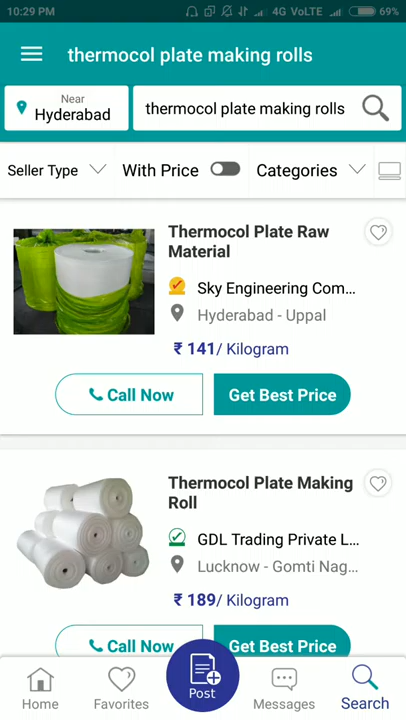 10:29 PM
4G VoLTE
69%
thermocol plate making rolls
Near
Hyderabad
thermocol plate making rolls
Seller Type
With Price
Categories
Thermocol Plate Raw
Material
Sky Engineering Com...
Hyderabad - Uppal
₹ 141/ Kilogram
Call Now
Get Best Price
Thermocol Plate Making
Roll
GDL Trading Private L...
Lucknow - Gomti Nag...
₹ 189/ Kilogram
Call Now
Get Best Price
Home
Favorites
Post
Messages
Search